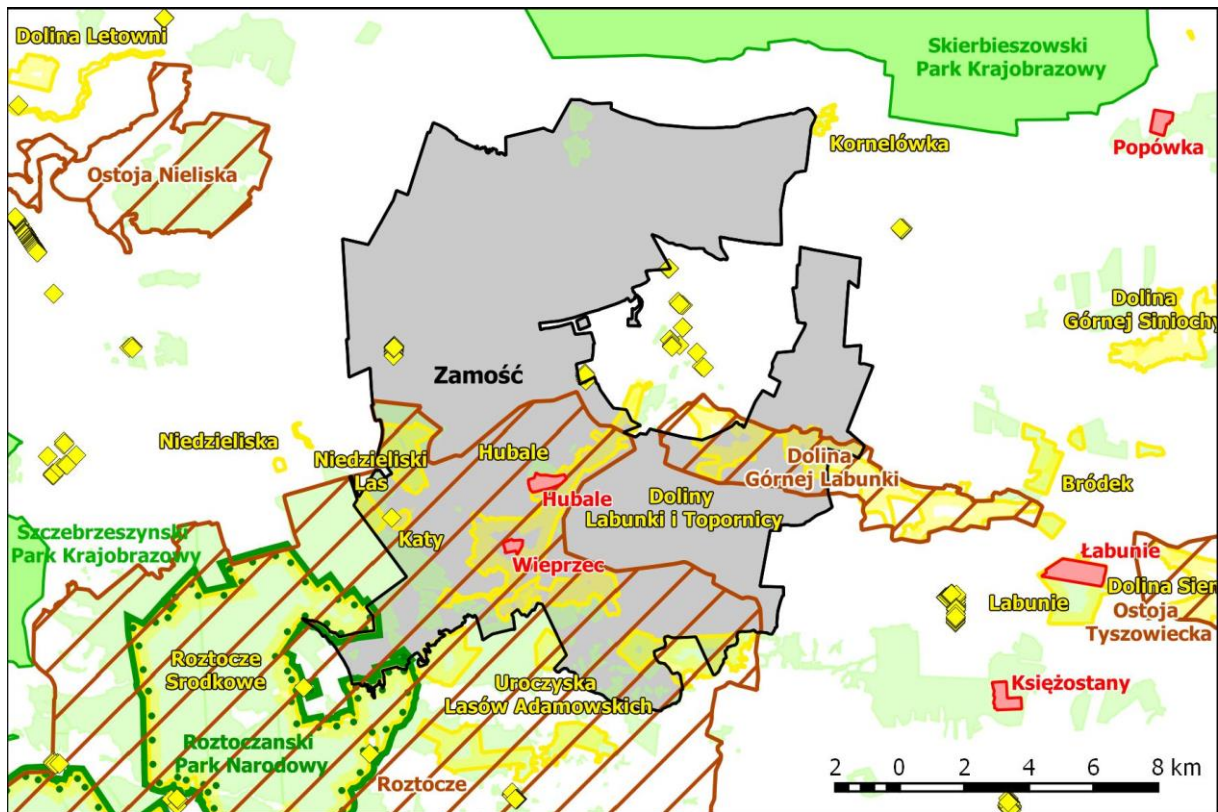 Dolina Letowni
Skierbieszowski
Park Krajobrazowy
Kornelówka
Popówka
Ostoja Nieliska
Dolina
Górnej Siniochy
Zamość
Niedzieliska
Niedzieliski
Las
Hubale
Hubale
Dolina
Górnej Labunki
Doliny
Labunki i Topornicy
Bródek
Szczebrzeszynski
Park Krajobrazowy
Katy
Wieprzec
Łabunie
Labunie
Dolina Sien
Ostoja
Tyszowiecka
Roztocze
Srodkowe
Uroczyska
Lasów Adamowskich
Księżostany
Roztoczanski
Park Narodowy
Roztocze
2 0 2 4 6 8 km